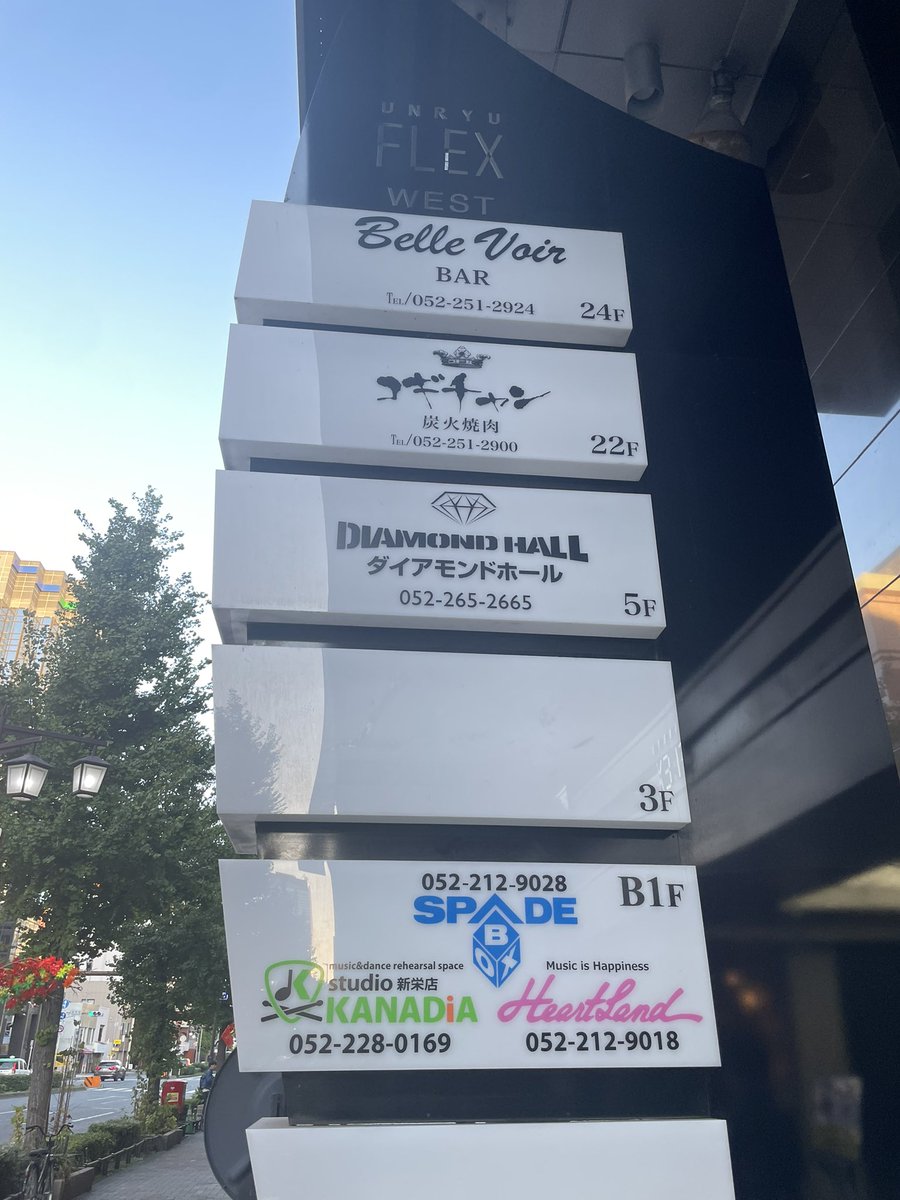 UNRYU
FLEX
WEST
Belle Voir
BAR
TEL/052-251-2924
24F
コギチャン
炭火焼肉
TEL/052-251-2900
22F
DIAMOND HALL
ダイアモンドホール
052-265-2665
5F
3F
052-212-9028
B1F
SPADE
BOX
music&dance rehearsal space
studio 新栄店
KANADiA
052-228-0169
Music is Happiness
HeartLand
052-212-9018